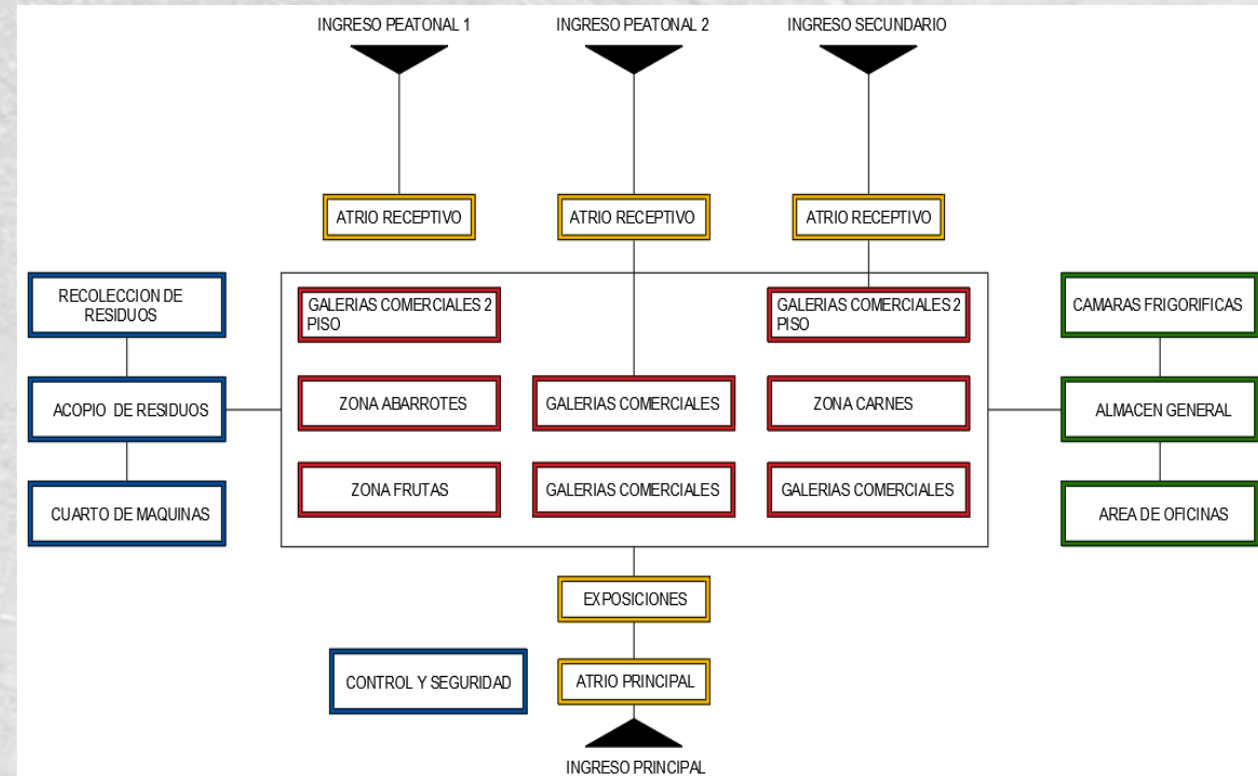 INGRESO PEATONAL 1
INGRESO PEATONAL 2
INGRESO SECUNDARIO
ATRIO RECEPTIVO
ATRIO RECEPTIVO
ATRIO RECEPTIVO
RECOLECCION DE
RESIDUOS
GALERIAS COMERCIALES 2
PISO
GALERIAS COMERCIALES 2
PISO
CAMARAS FRIGORIFICAS
ACOPIO DE RESIDUOS
ZONA ABARROTES
GALERIAS COMERCIALES
ZONA CARNES
ALMACEN GENERAL
CUARTO DE MAQUINAS
ZONA FRUTAS
GALERIAS COMERCIALES
GALERIAS COMERCIALES
AREA DE OFICINAS
EXPOSICIONES
CONTROL Y SEGURIDAD
ATRIO PRINCIPAL
INGRESO PRINCIPAL